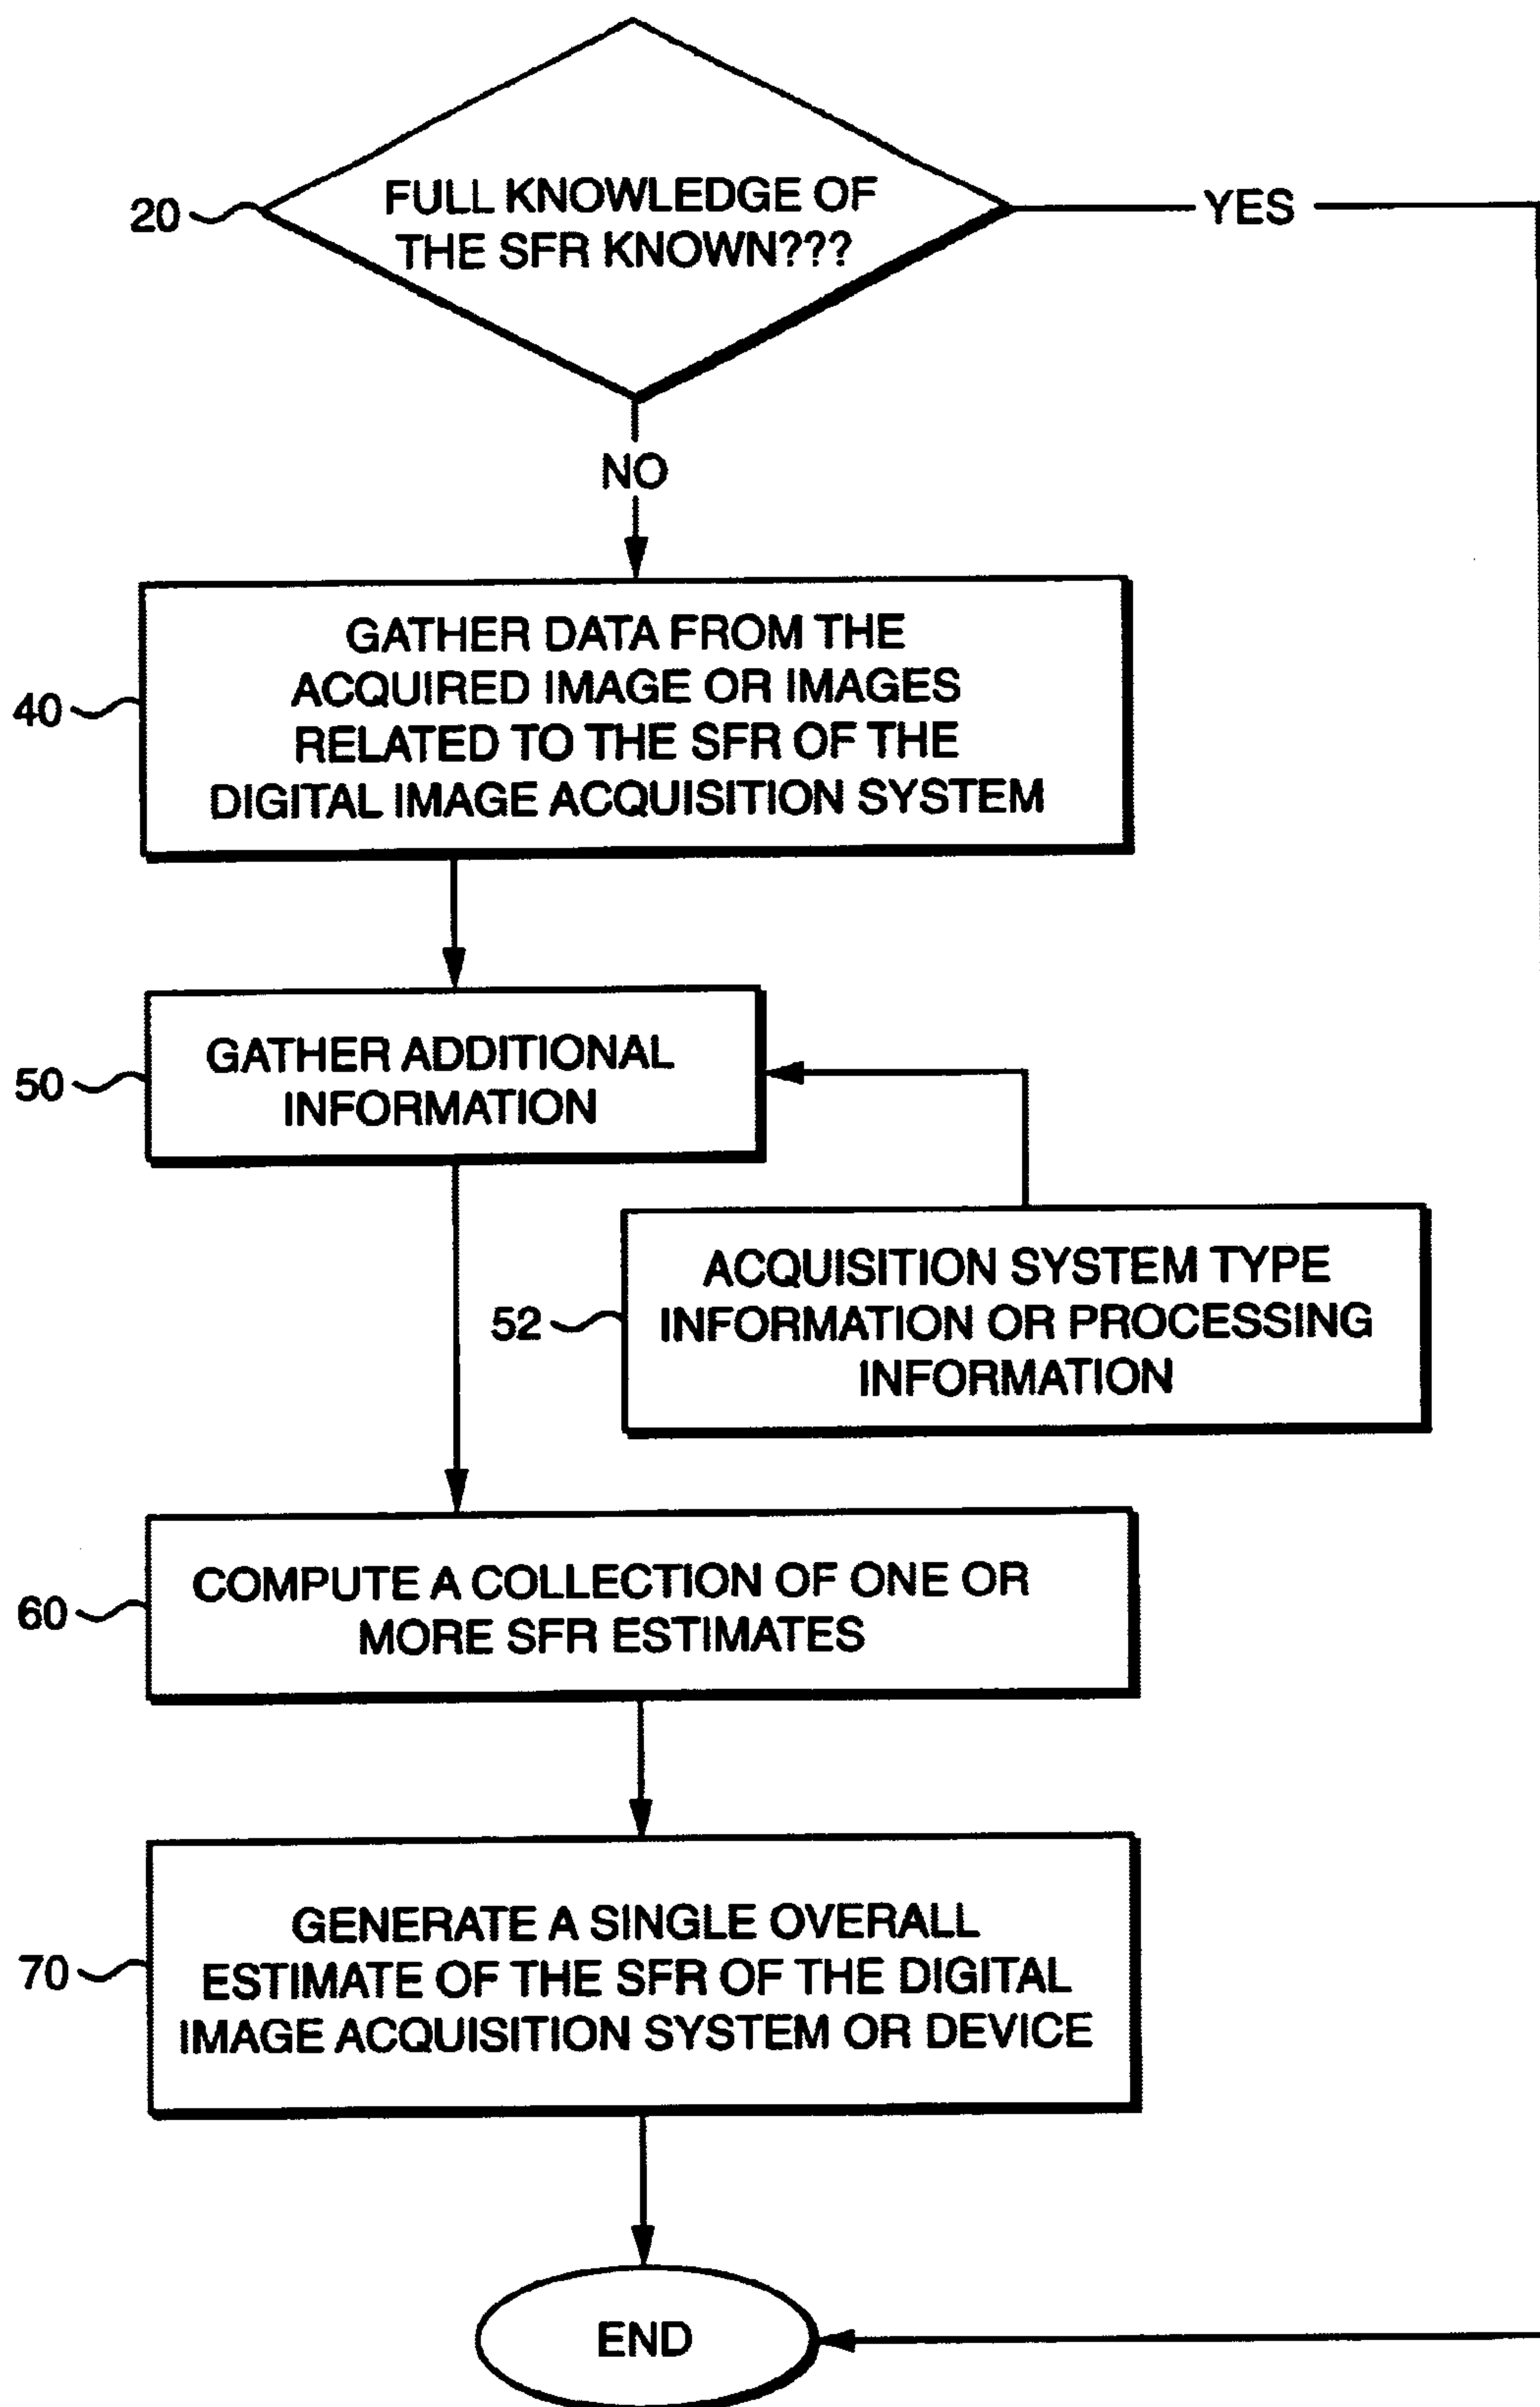 FULL KNOWLEDGE OF
THE SFR KNOWN???
20
YES
NO
GATHER DATA FROM THE
ACQUIRED IMAGE OR IMAGES
RELATED TO THE SFR OF THE
DIGITAL IMAGE ACQUISITION SYSTEM
40
GATHER ADDITIONAL
INFORMATION
50
ACQUISITION SYSTEM TYPE
INFORMATION OR PROCESSING
INFORMATION
52
COMPUTE A COLLECTION OF ONE OR
MORE SFR ESTIMATES
60
GENERATE A SINGLE OVERALL
ESTIMATE OF THE SFR OF THE DIGITAL
IMAGE ACQUISITION SYSTEM OR DEVICE
70
END